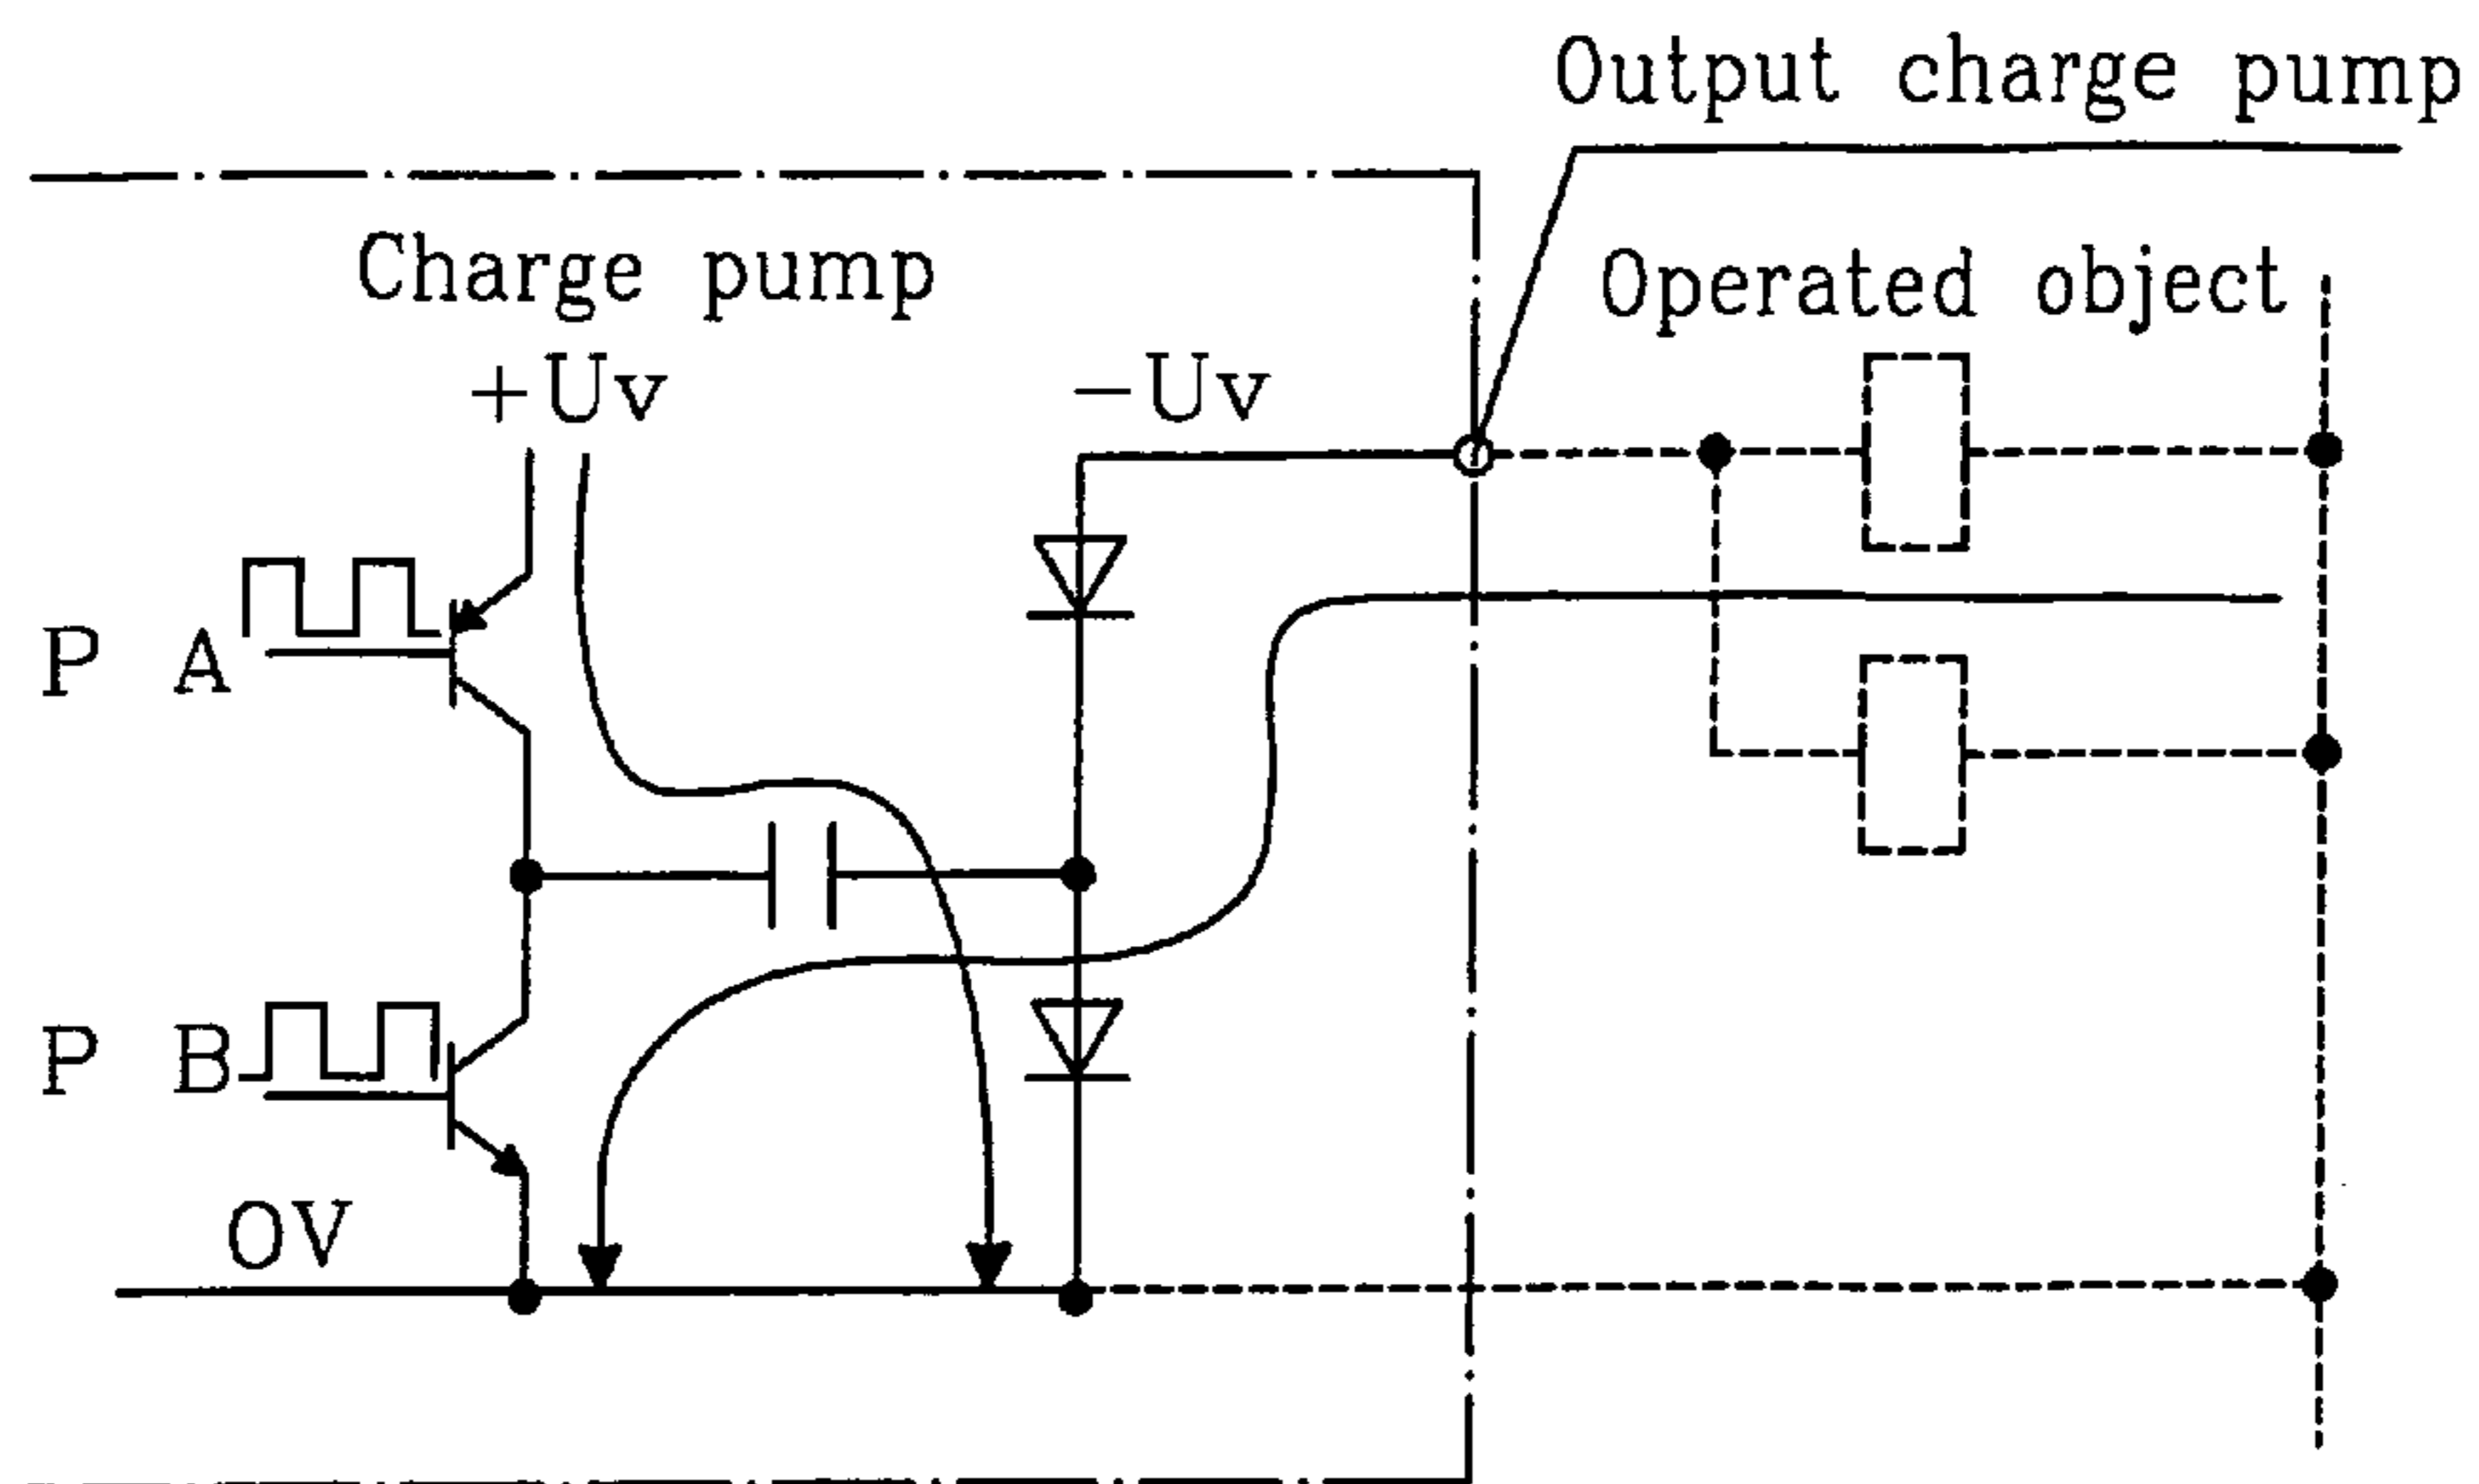 Output charge pump
Charge pump
Operated object
+Uv
-Uv
P A
P B
0V